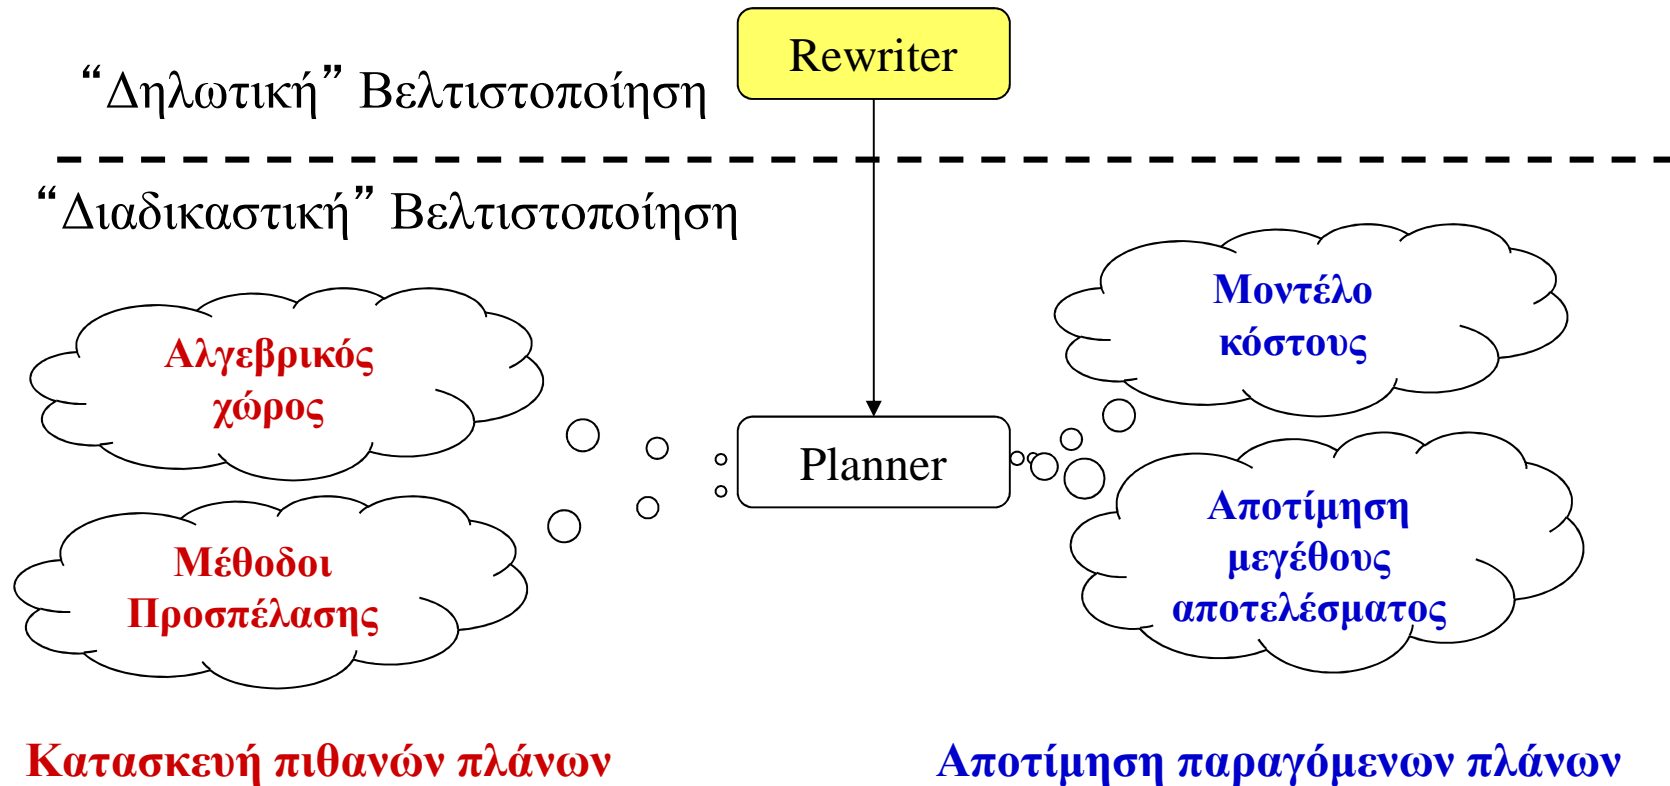 Rewriter
“Δηλωτική” Βελτιστοποίηση
“Διαδικαστική” Βελτιστοποίηση
Αλγεβρικός
χώρος
Μέθοδοι
Προσπέλασης
Planner
Μοντέλο
κόστους
Αποτίμηση
μεγέθους
αποτελέσματος
Κατασκευή πιθανών πλάνων
Αποτίμηση παραγόμενων πλάνων